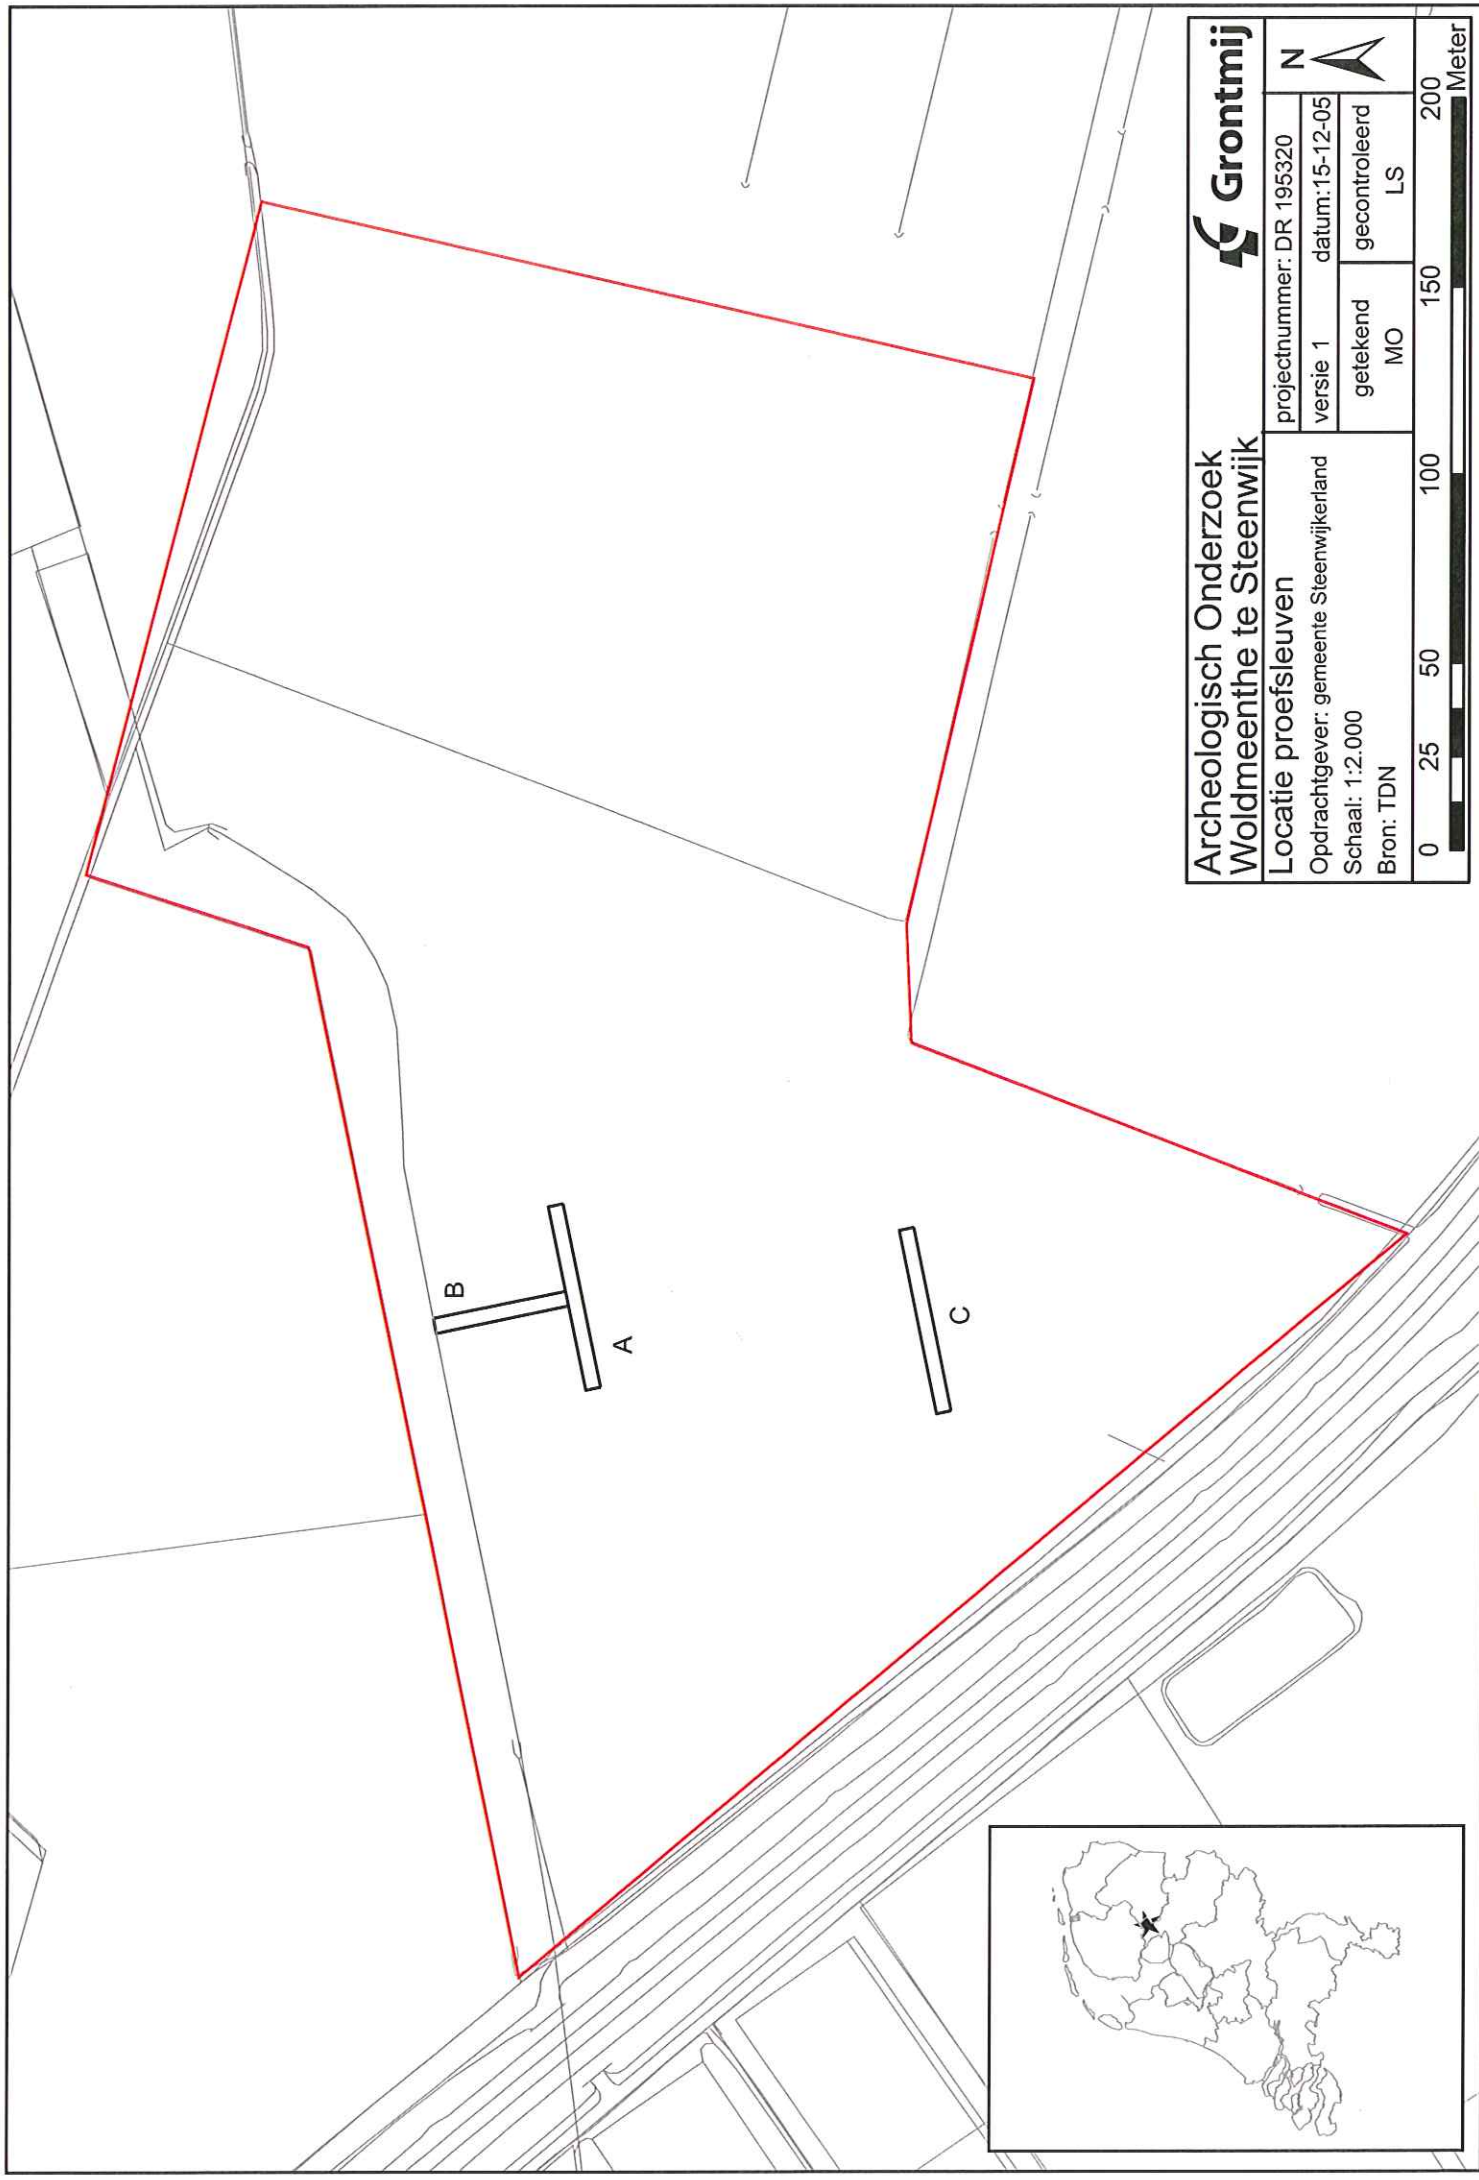 B
A
C
Archeologisch Onderzoek
Woldmeenthe te Steenwijk
Grontmij
Locatie proefsleuven
Opdrachtgever: gemeente Steenwijkerland
Schaal: 1:2.000
Bron: TDN
projectnummer: DR 195320
versie 1 datum:15-12-05
getekend gecontroleerd
MO LS
N
0 25 50 100 150 200
Meter